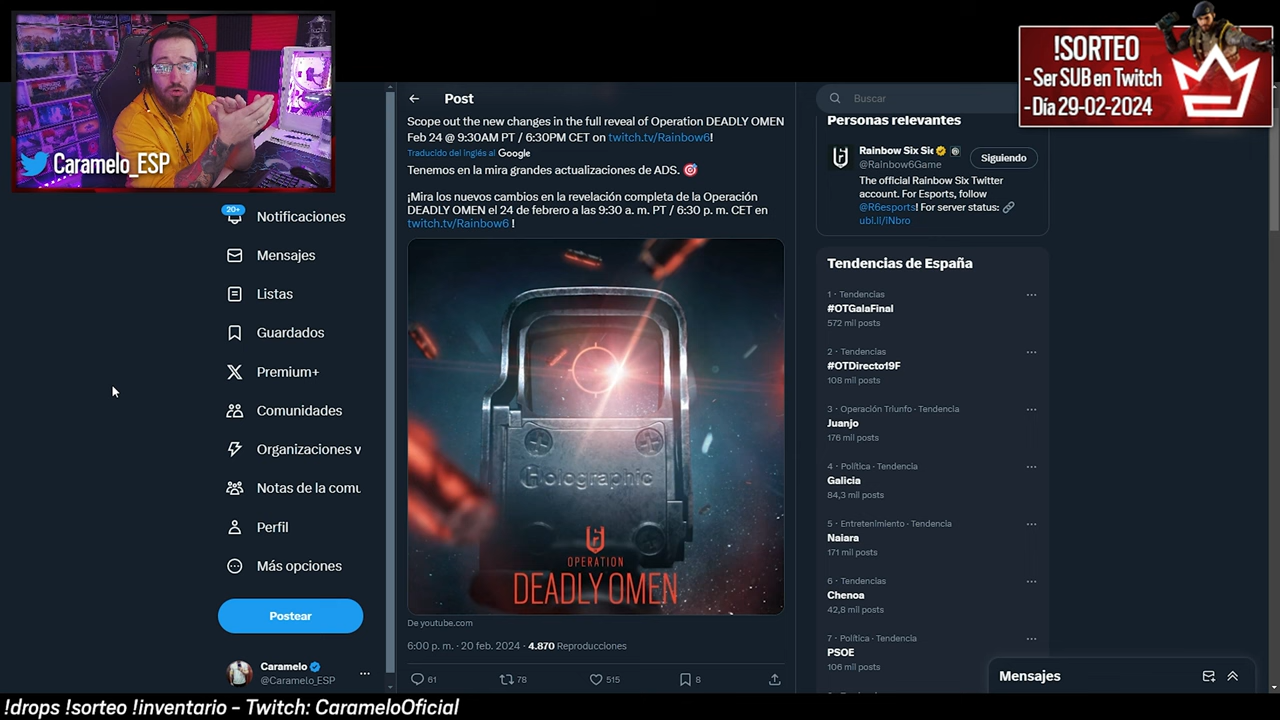 Caramelo_ESP
Notificaciones
20+
Mensajes
Listas
Guardados
Premium+
Comunidades
Organizaciones v
Notas de la comu
Perfil
Más opciones
Postear
Caramelo
@Caramelo_ESP
Post
Scope out the new changes in the full reveal of Operation DEADLY OMEN
Feb 24 @ 9:30AM PT / 6:30PM CET on twitch.tv/Rainbow6!
Traducido del inglés al Google
Tenemos en la mira grandes actualizaciones de ADS. 🎯
¡Mira los nuevos cambios en la revelación completa de la Operación
DEADLY OMEN el 24 de febrero a las 9:30 a. m. PT / 6:30 p. m. CET en
twitch.tv/Rainbow6 !
Holographic
OPERATION
DEADLY OMEN
De youtube.com
6:00 p. m. · 20 feb. 2024 · 4.870 Reproducciones
61
78
515
8
!SORTEO
- Ser SUB en Twitch
- Día 29-02-2024
Buscar
Personas relevantes
Rainbow Six Sie
@Rainbow6Game
Siguiendo
The official Rainbow Six Twitter
account. For Esports, follow
@R6esports! For server status: 🔗
ubi.li/lNbro
Tendencias de España
1 · Tendencias
#OTGalaFinal
572 mil posts
2 · Tendencias
#OTDirecto19F
108 mil posts
3 · Operación Triunfo · Tendencia
Juanjo
176 mil posts
4 · Política · Tendencia
Galicia
84,3 mil posts
5 · Entretenimiento · Tendencia
Naiara
171 mil posts
6 · Tendencias
Chenoa
42,8 mil posts
7 · Política · Tendencia
PSOE
106 mil posts
Mensajes
!drops !sorteo !inventario - Twitch: CarameloOficial